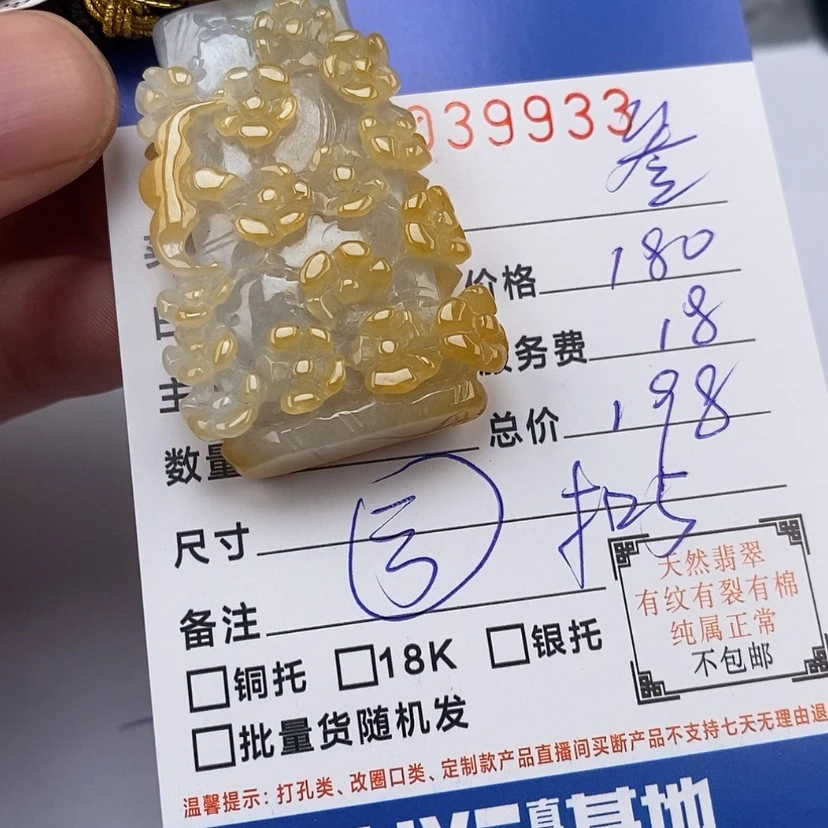 039933
价格 180
服务费 18
总价 198
数量
尺寸
备注
天然翡翠
有纹有裂有棉
纯属正常
不包邮
铜托 18K 银托
批量货随机发
温馨提示：打孔类、改圈口类、定制款产品直播间买断产品不支持七天无理由退
直
基地